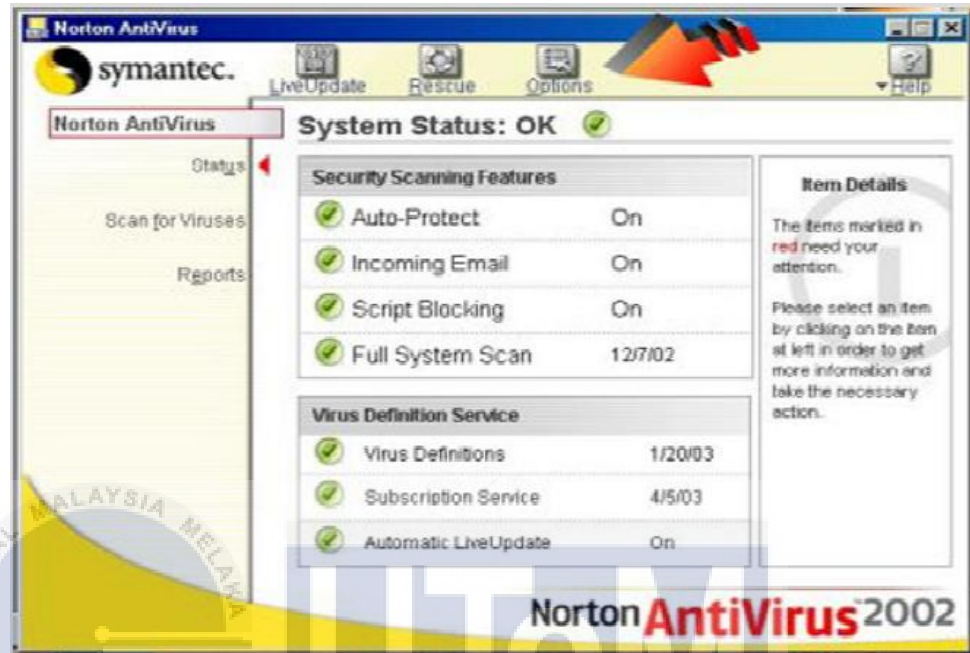 Norton AntiVirus
symantec.
LiveUpdate Rescue Options Help
Norton AntiVirus
Status
Scan for Viruses
Reports
System Status: OK
Security Scanning Features
Auto-Protect On
Incoming Email On
Script Blocking On
Full System Scan 12/7/02
Virus Definition Service
Virus Definitions 1/20/03
Subscription Service 4/5/03
Automatic LiveUpdate On
Item Details
The items marked in
red need your
attention.
Please select an item
by clicking on the item
at left in order to get
more information and
take the necessary
action.
Norton AntiVirus 2002
MALAYSIA MELAKA